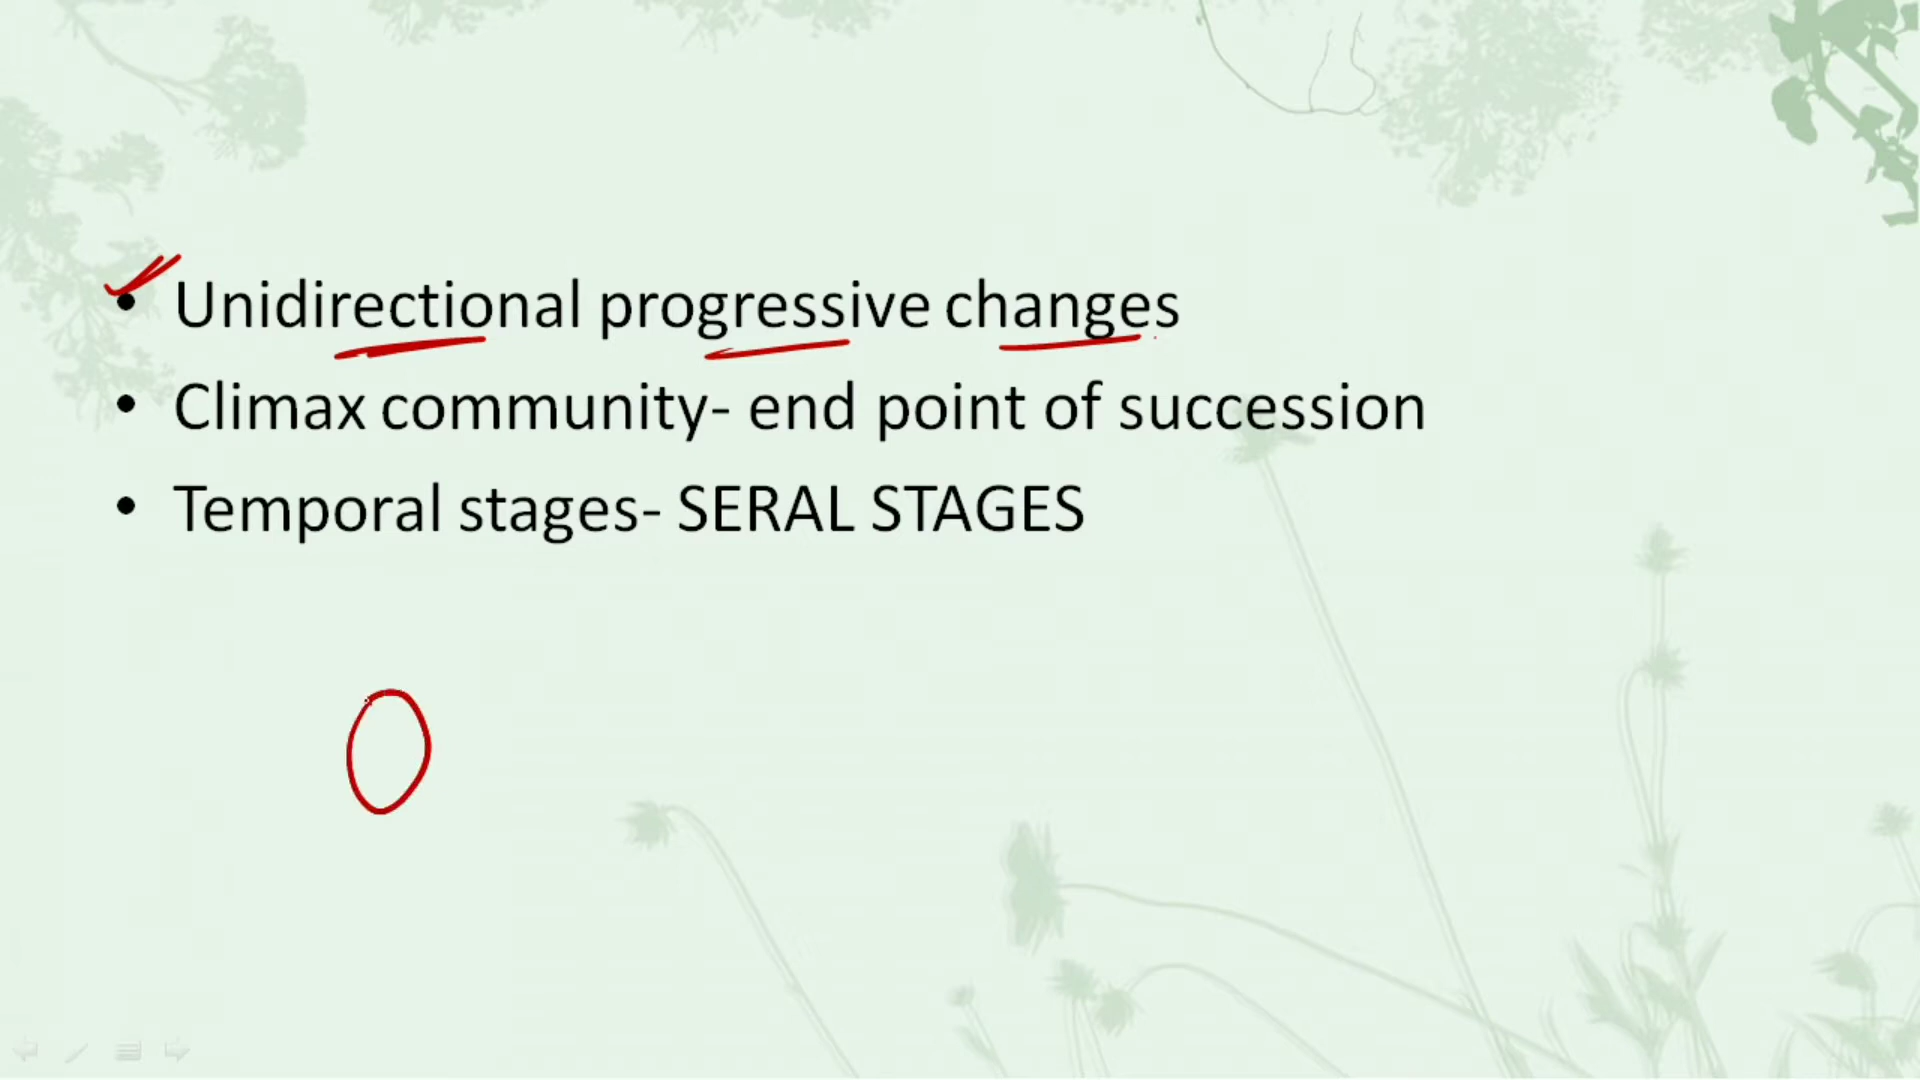 • Unidirectional progressive changes
• Climax community- end point of succession
• Temporal stages- SERAL STAGES